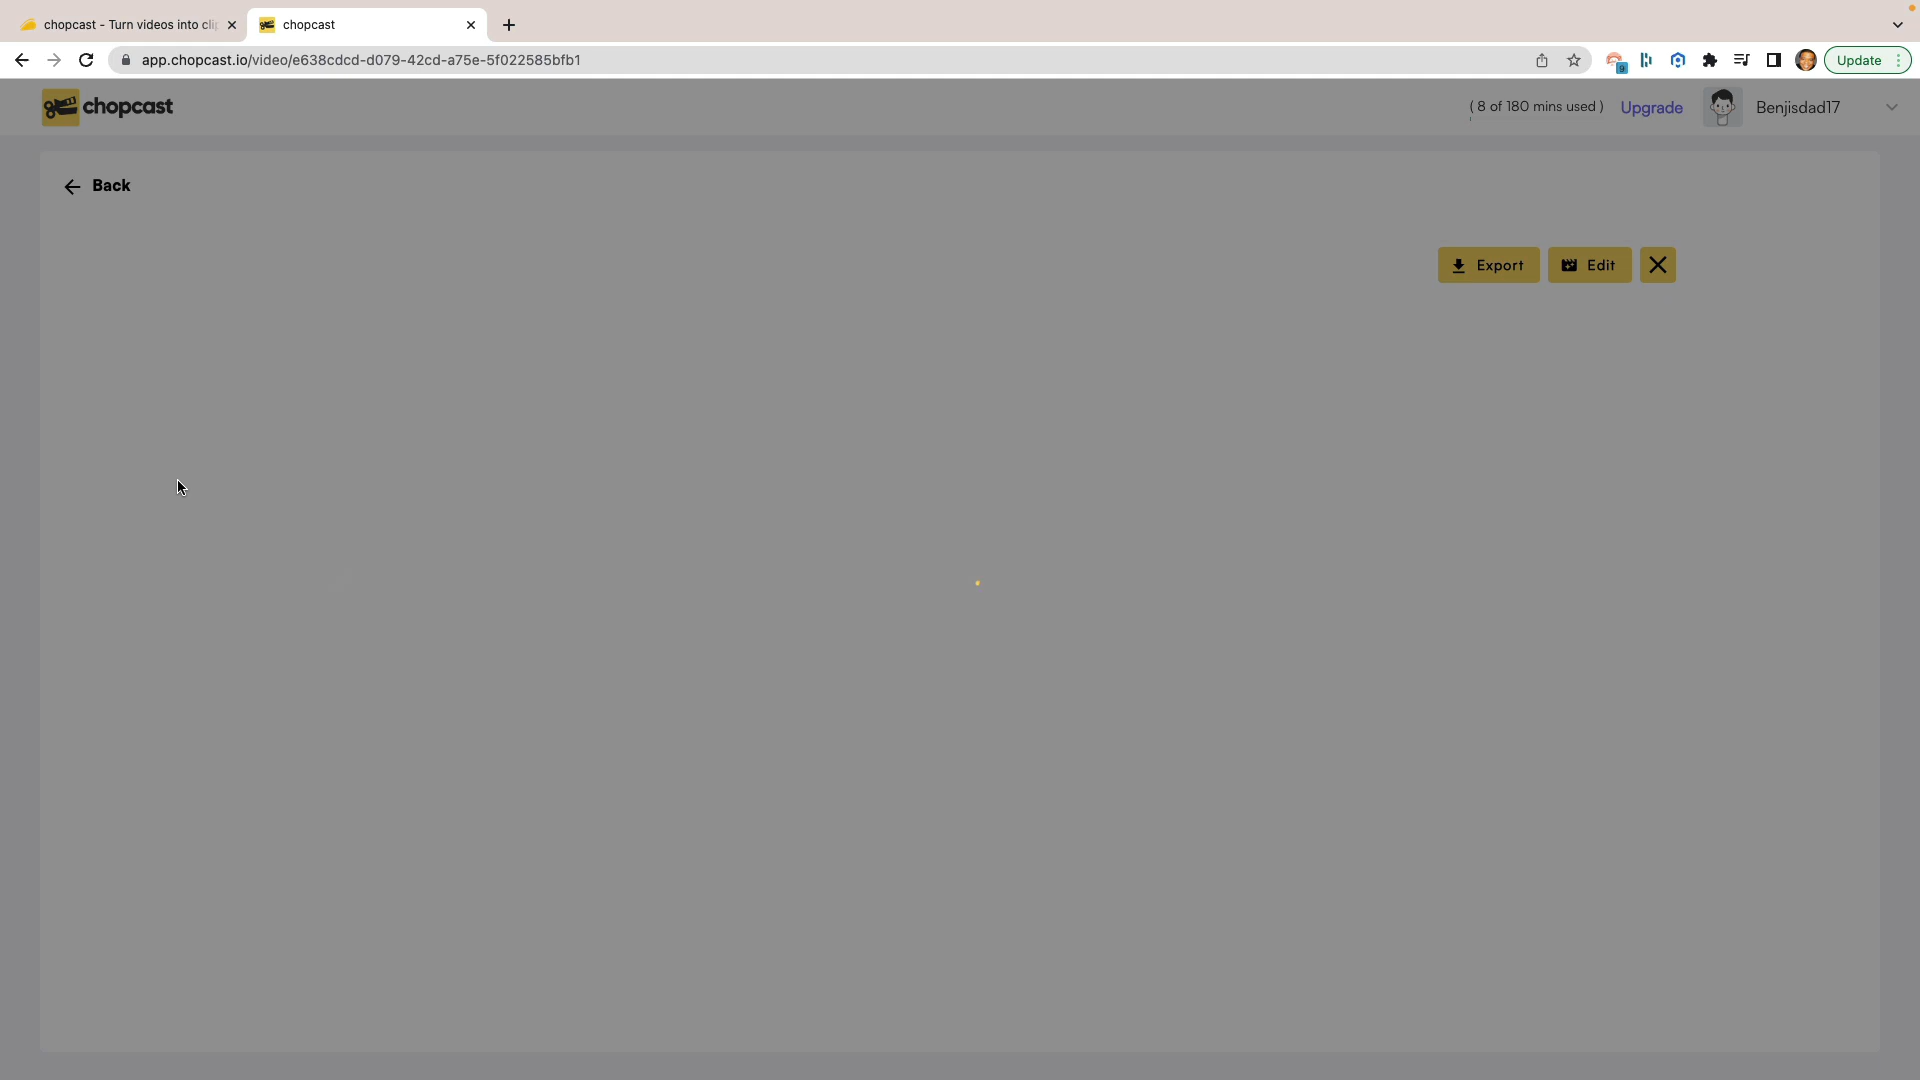 chopcast - Turn videos into cli
chopcast
app.chopcast.io/video/e638cdcd-d079-42cd-a75e-5f022585bfb1
9
Update
chopcast
( 8 of 180 mins used )
Upgrade
Benjisdad17
Back
Export
Edit